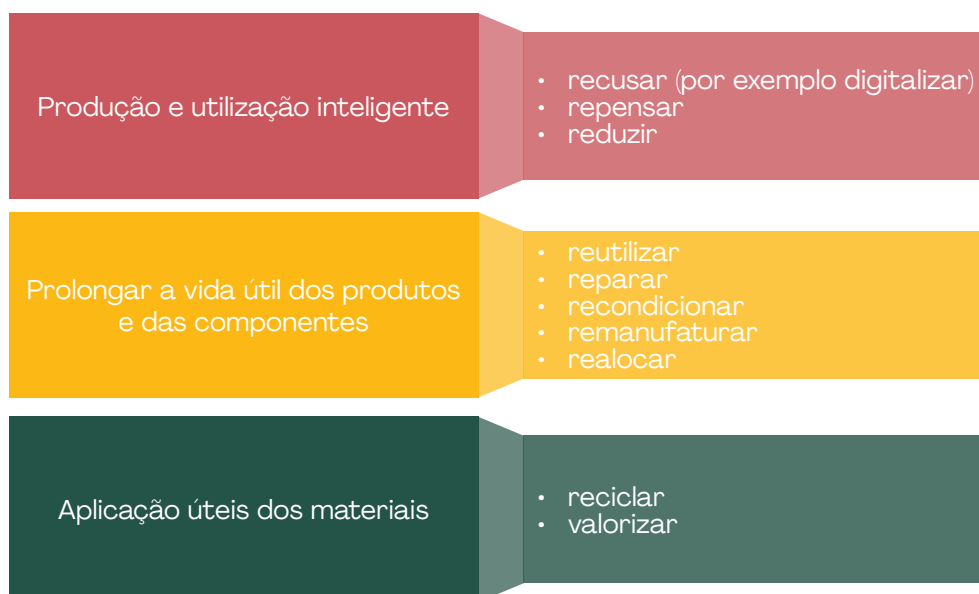 Produção e utilização inteligente
• recusar (por exemplo digitalizar)
• repensar
• reduzir
Prolongar a vida útil dos produtos
e das componentes
• reutilizar
• reparar
• recondicionar
• remanufaturar
• realocar
Aplicação úteis dos materiais
• reciclar
• valorizar